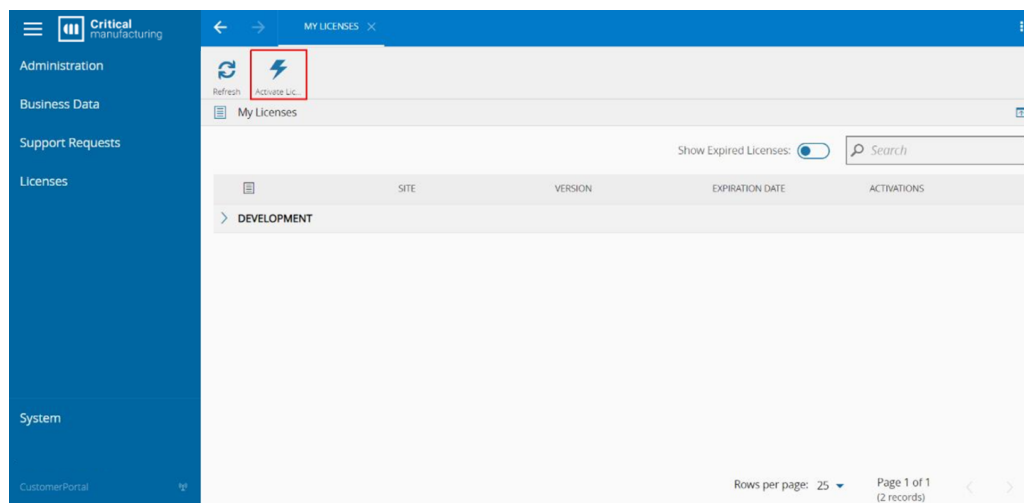 Critical
manufacturing
MY LICENSES
Administration
Business Data
Support Requests
Licenses
System
CustomerPortal
Refresh
Activate Lic...
My Licenses
Show Expired Licenses:
Search
SITE VERSION EXPIRATION DATE ACTIVATIONS
DEVELOPMENT
Rows per page: 25 Page 1 of 1
(2 records)